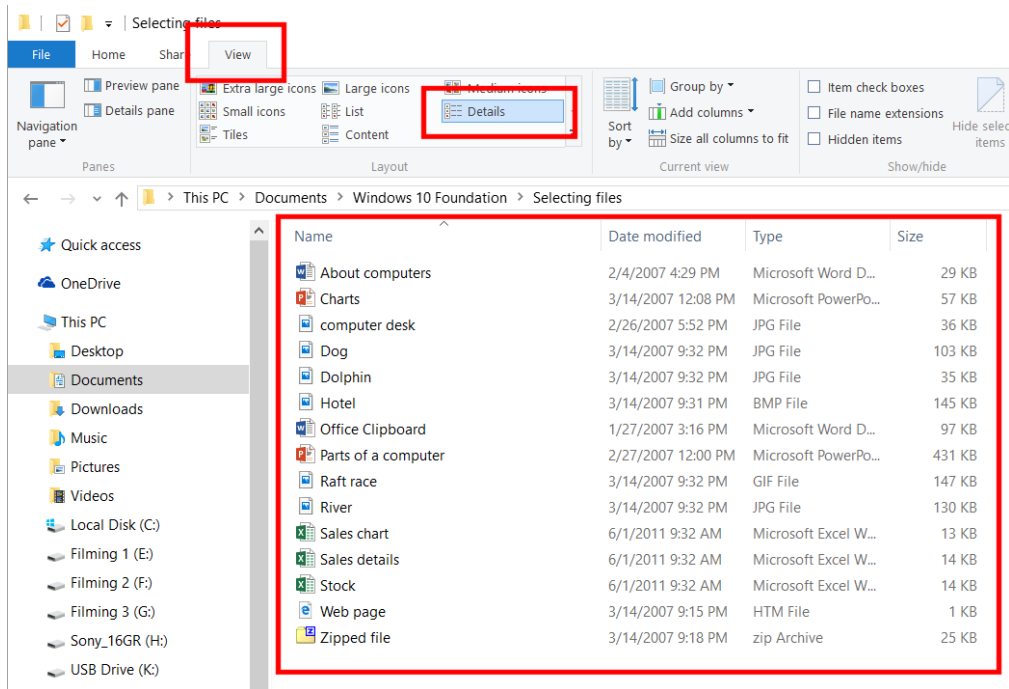 Selecting files
File Home Shar View
Preview pane
Details pane
Navigation pane
Panes
Extra large icons Large icons Medium icons
Small icons List Details
Tiles Content
Layout
Sort by
Group by
Add columns
Size all columns to fit
Current view
Item check boxes
File name extensions
Hidden items
Hide selec
items
Show/hide
This PC > Documents > Windows 10 Foundation > Selecting files
Quick access
OneDrive
This PC
Desktop
Documents
Downloads
Music
Pictures
Videos
Local Disk (C:)
Filming 1 (E:)
Filming 2 (F:)
Filming 3 (G:)
Sony_16GR (H:)
USB Drive (K:)
Name Date modified Type Size
About computers 2/4/2007 4:29 PM Microsoft Word D... 29 KB
Charts 3/14/2007 12:08 PM Microsoft PowerPo... 57 KB
computer desk 2/26/2007 5:52 PM JPG File 36 KB
Dog 3/14/2007 9:32 PM JPG File 103 KB
Dolphin 3/14/2007 9:32 PM JPG File 35 KB
Hotel 3/14/2007 9:31 PM BMP File 145 KB
Office Clipboard 1/27/2007 3:16 PM Microsoft Word D... 97 KB
Parts of a computer 2/27/2007 12:00 PM Microsoft PowerPo... 431 KB
Raft race 3/14/2007 9:32 PM GIF File 147 KB
River 3/14/2007 9:32 PM JPG File 130 KB
Sales chart 6/1/2011 9:32 AM Microsoft Excel W... 13 KB
Sales details 6/1/2011 9:32 AM Microsoft Excel W... 14 KB
Stock 6/1/2011 9:32 AM Microsoft Excel W... 14 KB
Web page 3/14/2007 9:15 PM HTM File 1 KB
Zipped file 3/14/2007 9:18 PM zip Archive 25 KB